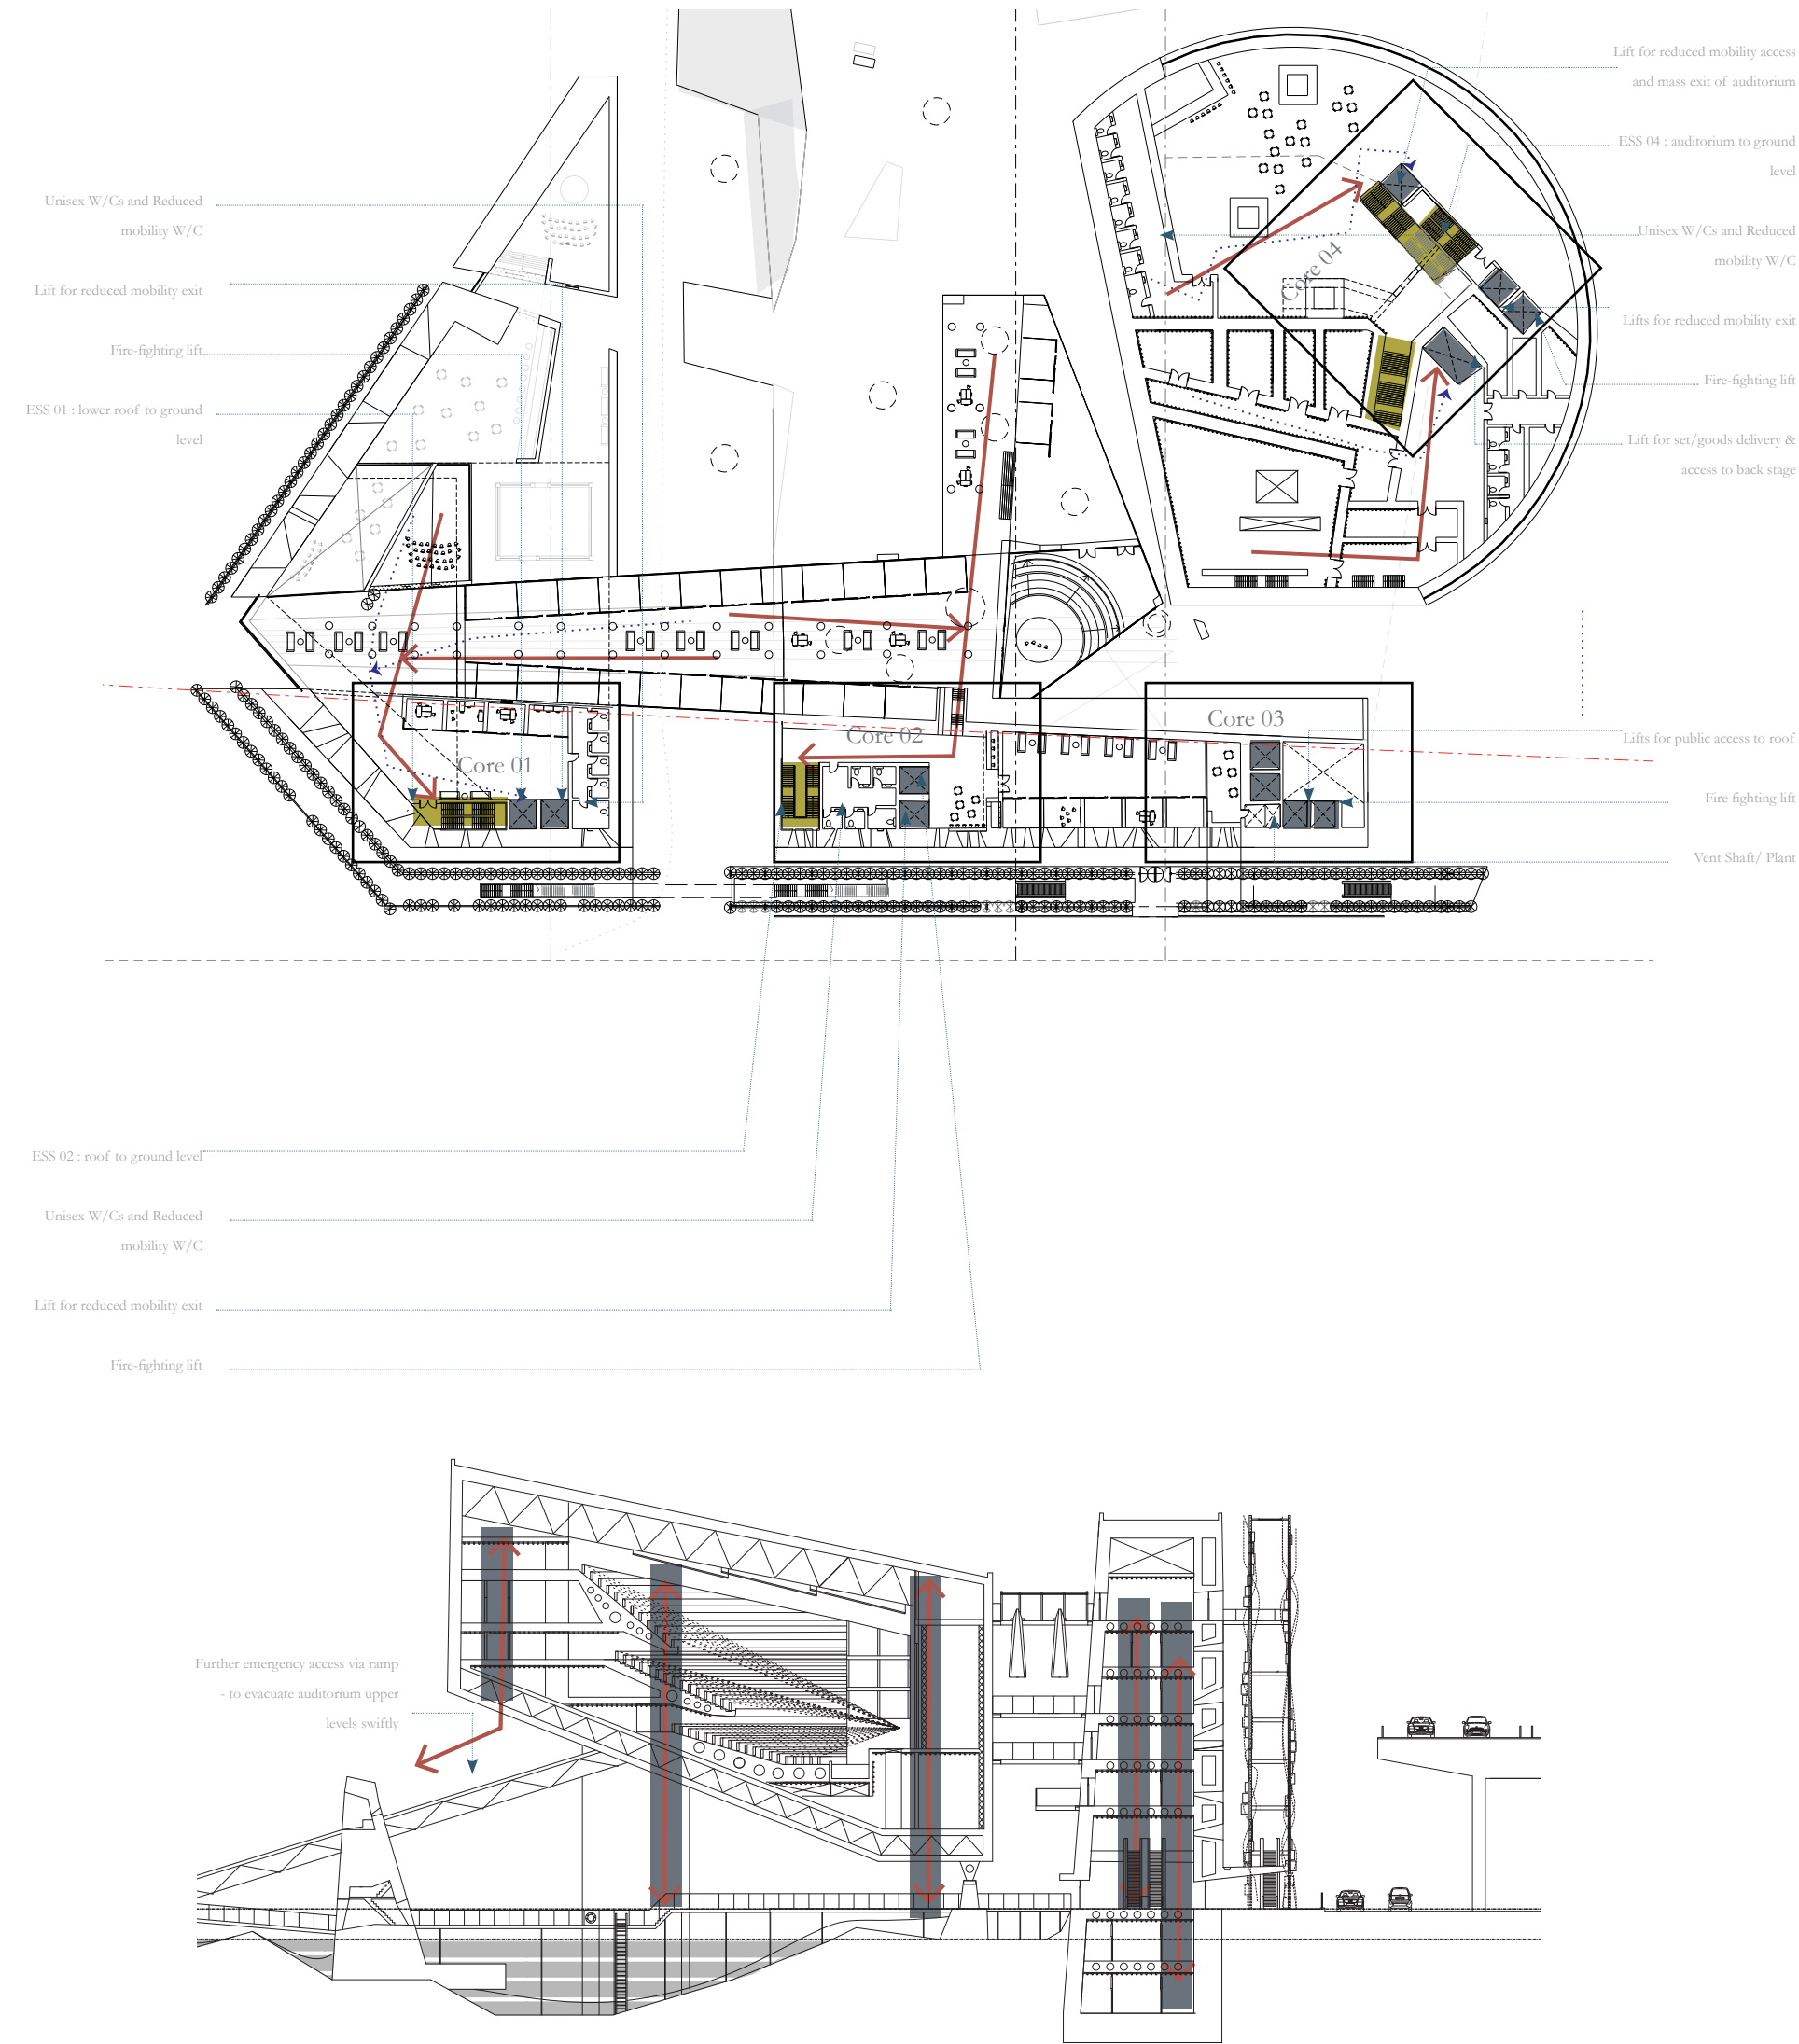 Unisex W/Cs and Reduced
mobility W/C
Lift for reduced mobility exit
Fire-fighting lift
ESS 01 : lower roof to ground
level
Lift for reduced mobility access
and mass exit of auditorium
ESS 04 : auditorium to ground
level
Unisex W/Cs and Reduced
mobility W/C
Lifts for reduced mobility exit
Fire-fighting lift
Lift for set/goods delivery &
access to back stage
Core 04
Core 01
Core 02
Core 03
Lifts for public access to roof
Fire fighting lift
Vent Shaft/ Plant
ESS 02 : roof to ground level
Unisex W/Cs and Reduced
mobility W/C
Lift for reduced mobility exit
Fire-fighting lift
Further emergency access via ramp
- to evacuate auditorium upper
levels swiftly